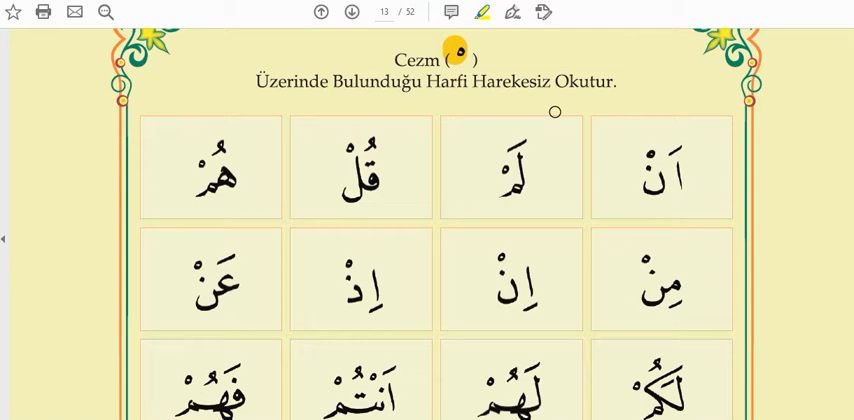 13 / 52
Cezm ( ْ )
Üzerinde Bulunduğu Harfi Harekesiz Okutur.
اَنْ لَمْ قُلْ هُمْ
مِنْ اِنْ اِذْ عَنْ
لَكُمْ لَهُمْ اَنْتُمْ فَهُمْ